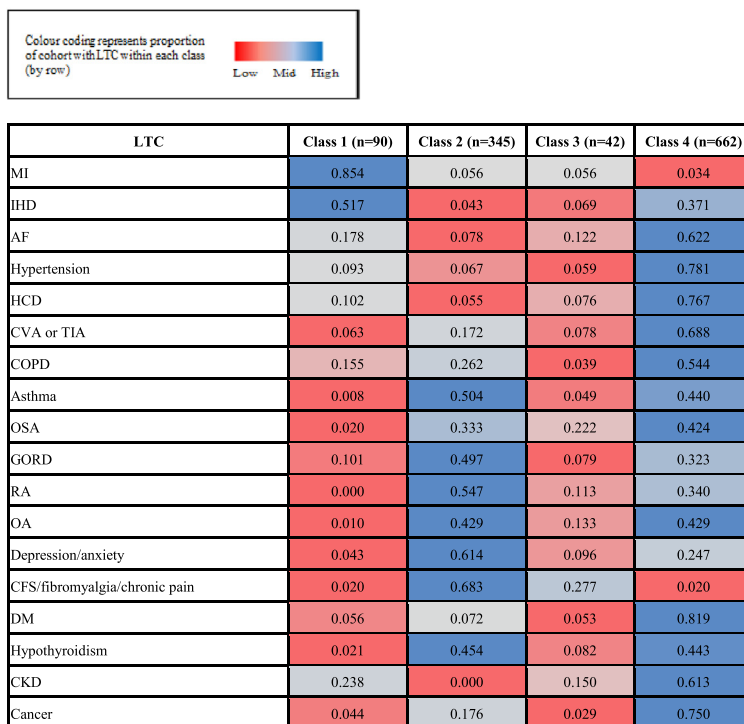 Colour coding represents proportion
of cohort with LTC within each class
(by row)
Low Mid High
LTC Class 1 (n=90) Class 2 (n=345) Class 3 (n=42) Class 4 (n=662)
MI 0.854 0.056 0.056 0.034
IHD 0.517 0.043 0.069 0.371
AF 0.178 0.078 0.122 0.622
Hypertension 0.093 0.067 0.059 0.781
HCD 0.102 0.055 0.076 0.767
CVA or TIA 0.063 0.172 0.078 0.688
COPD 0.155 0.262 0.039 0.544
Asthma 0.008 0.504 0.049 0.440
OSA 0.020 0.333 0.222 0.424
GORD 0.101 0.497 0.079 0.323
RA 0.000 0.547 0.113 0.340
OA 0.010 0.429 0.133 0.429
Depression/anxiety 0.043 0.614 0.096 0.247
CFS/fibromyalgia/chronic pain 0.020 0.683 0.277 0.020
DM 0.056 0.072 0.053 0.819
Hypothyroidism 0.021 0.454 0.082 0.443
CKD 0.238 0.000 0.150 0.613
Cancer 0.044 0.176 0.029 0.750